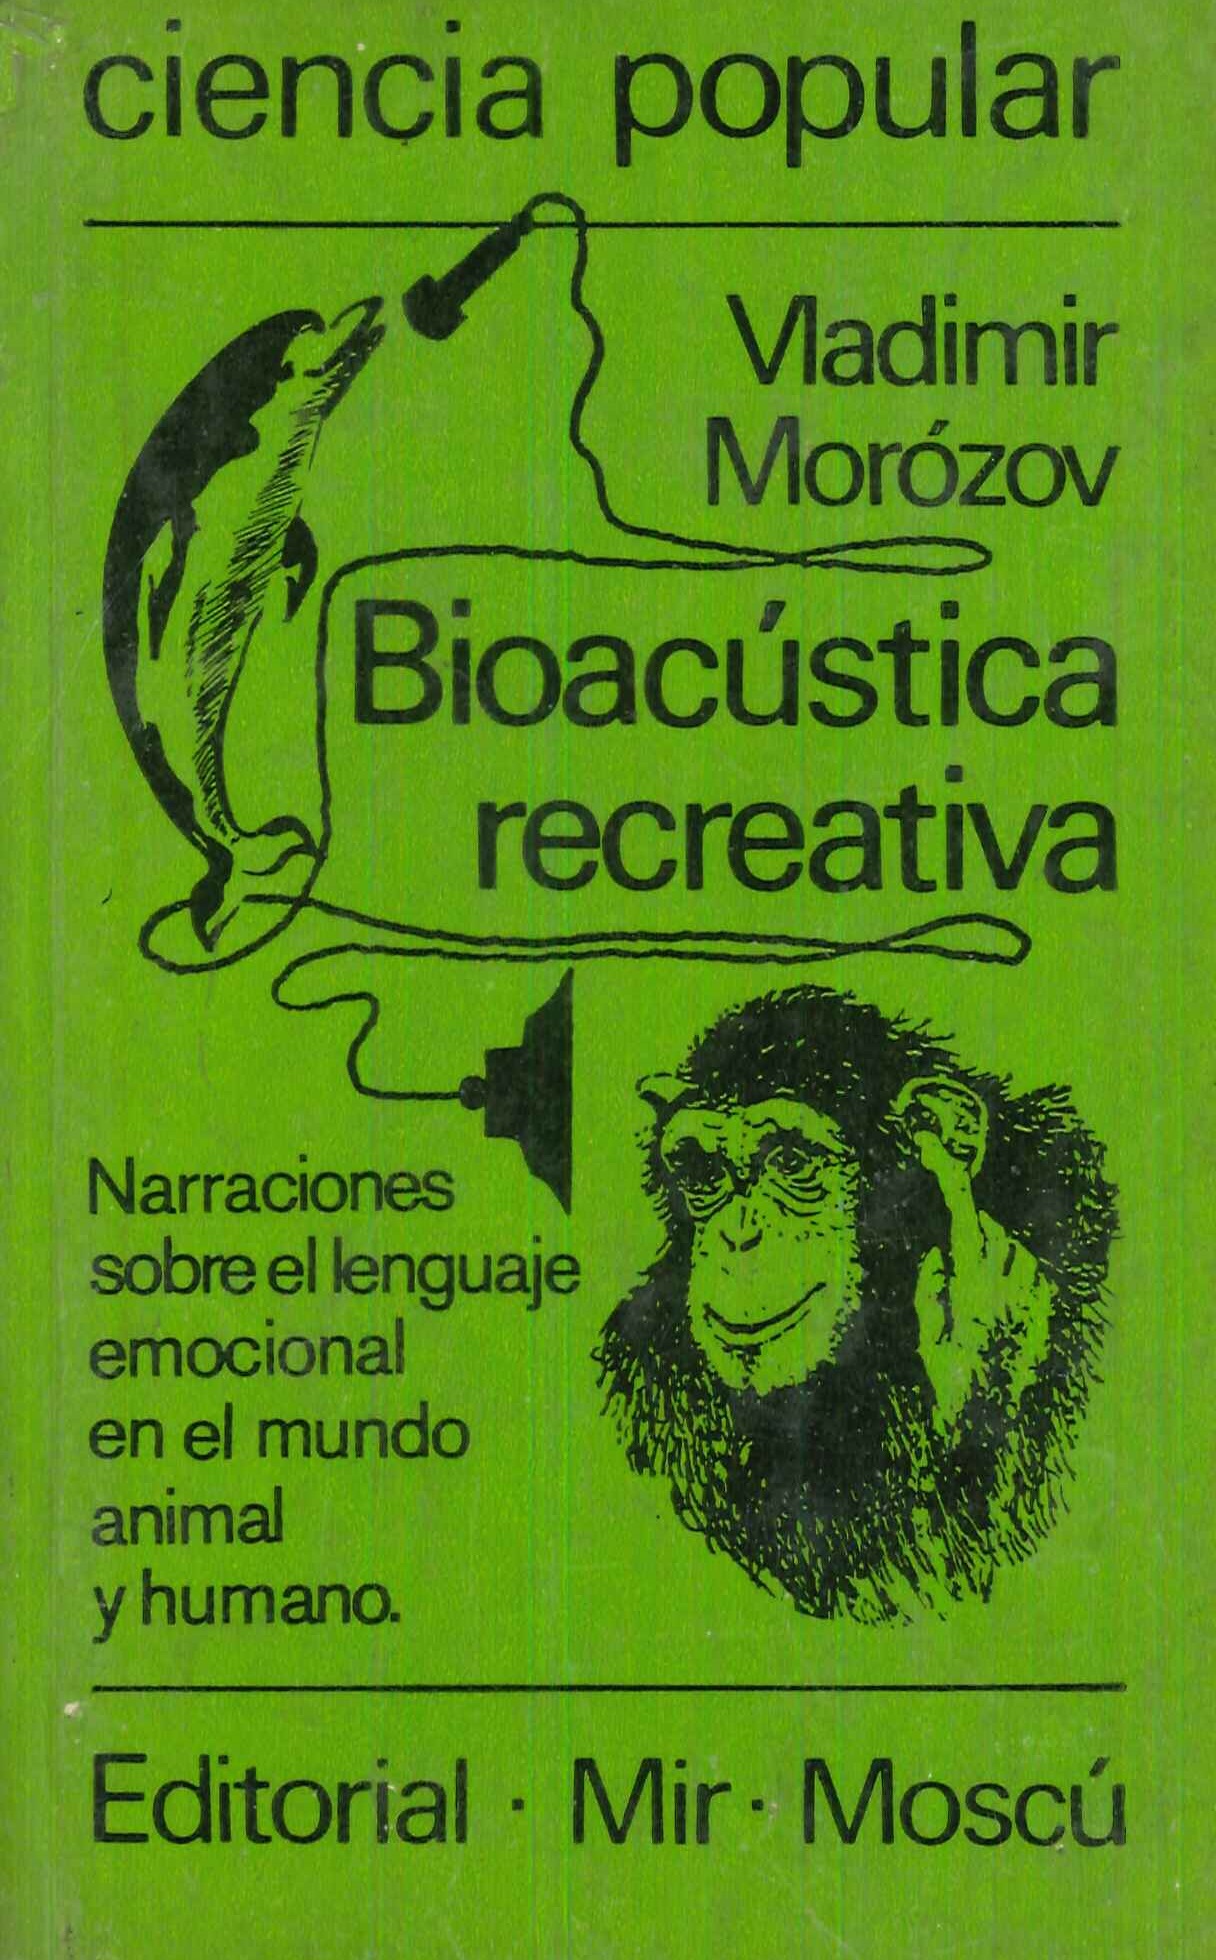 ciencia popular
Vladimir
Morózov
Bioacústica
recreativa
Narraciones
sobre el lenguaje
emocional
en el mundo
animal
y humano.
Editorial · Mir · Moscú